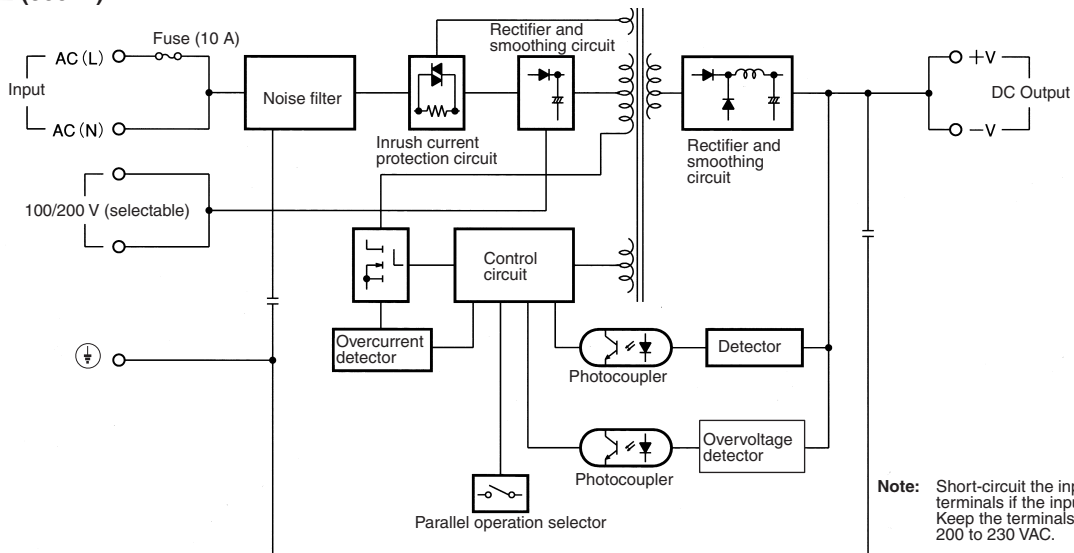 Fuse (10 A)
Rectifier and
smoothing circuit
AC (L)
Input
AC (N)
Noise filter
Inrush current
protection circuit
Rectifier and
smoothing
circuit
+V
DC Output
−V
100/200 V (selectable)
Control
circuit
Overcurrent
detector
Photocoupler
Detector
Photocoupler
Overvoltage
detector
Parallel operation selector
Note: Short-circuit the
terminals if the
Keep the terminals
200 to 230 VAC.